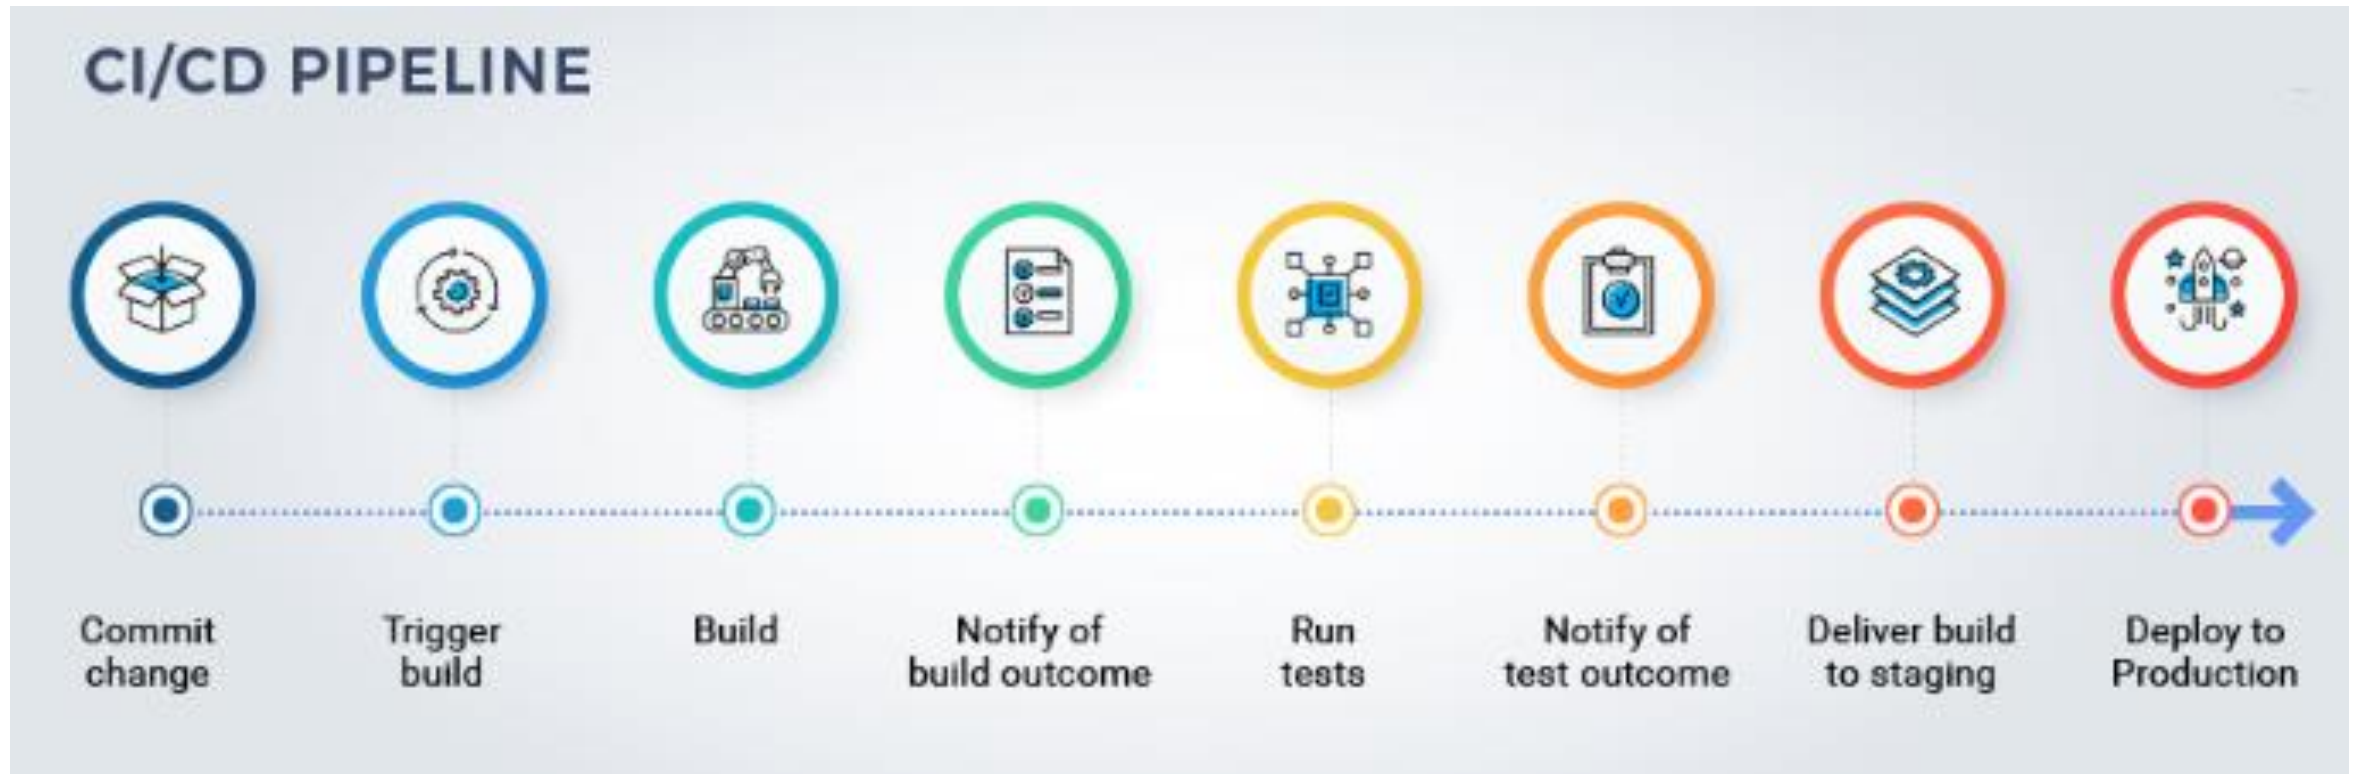 CI/CD PIPELINE
Commit
change
Trigger
build
Build
Notify of
build outcome
Run
tests
Notify of
test outcome
Deliver build
to staging
Deploy to
Production